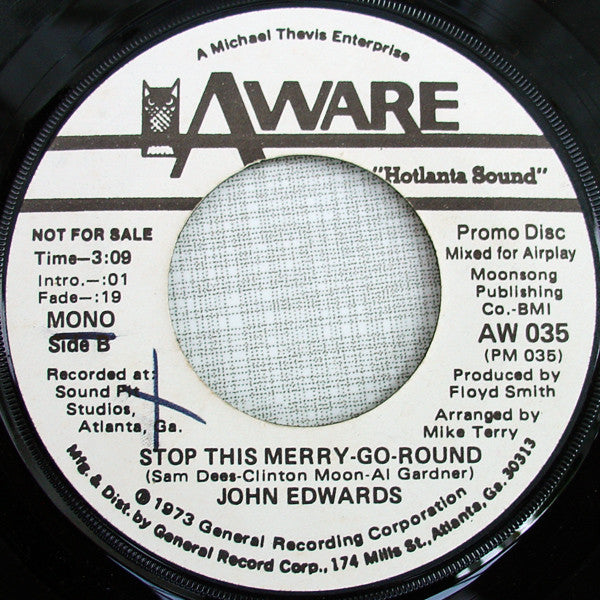 A Michael Thevis Enterprise
AWARE
"Hotlanta Sound"
NOT FOR SALE
Time—3:09
Intro.—:01
Fade—:19
MONO
Side B
Recorded at:
Sound Pit
Studios,
Atlanta, Ga.
Promo Disc
Mixed for Airplay
Moonsong
Publishing
Co.-BMI
AW 035
(PM 035)
Produced by
Floyd Smith
Arranged by
Mike Terry
STOP THIS MERRY-GO-ROUND
(Sam Dees-Clinton Moon-Al Gardner)
JOHN EDWARDS
℗ 1973 General Recording Corporation
Mfg. & Dist. by General Record Corp., 174 Mills St., Atlanta, Ga. 30313